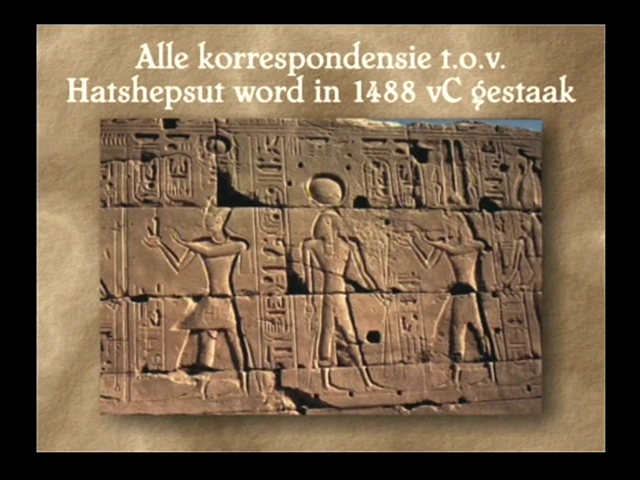 Alle korrespondensie t.o.v.
Hatshepsut word in 1488 vC gestaak